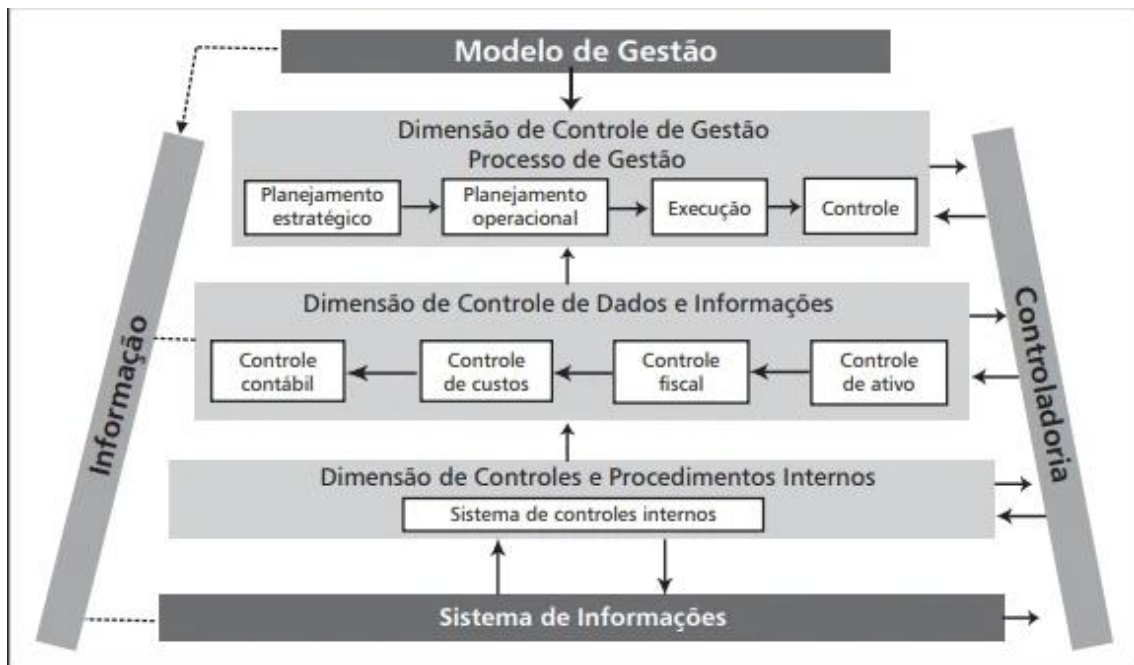 Modelo de Gestão
Dimensão de Controle de Gestão
Processo de Gestão
Planejamento
estratégico
Planejamento
operacional
Execução
Controle
Dimensão de Controle de Dados e Informações
Controle
contábil
Controle
de custos
Controle
fiscal
Controle
de ativo
Dimensão de Controles e Procedimentos Internos
Sistema de controles internos
Sistema de Informações
Informação
Controladoria